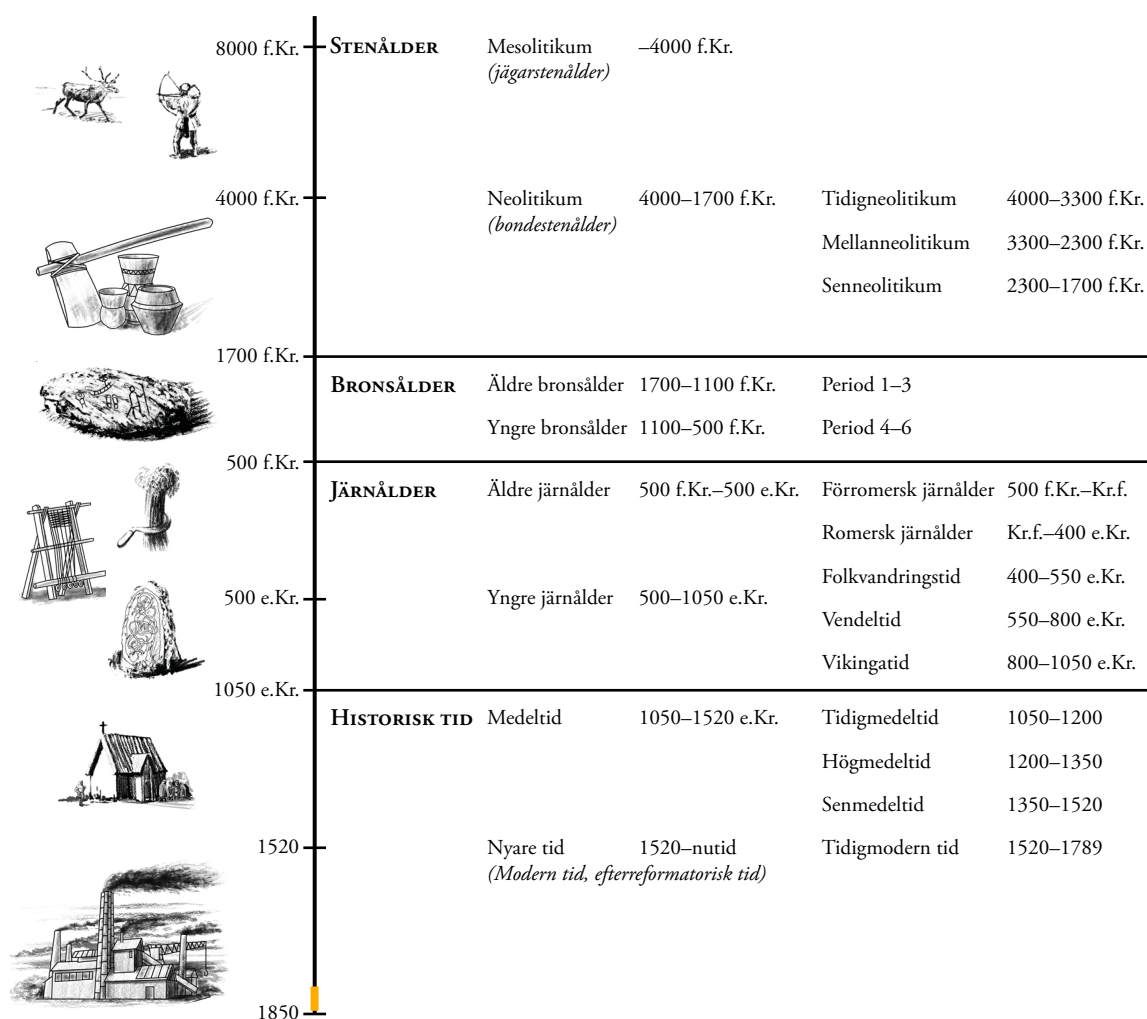 8000 f.Kr. STENÅLDER Mesolitikum –4000 f.Kr.
(jägarstenålder)
4000 f.Kr. Neolitikum 4000–1700 f.Kr. Tidigneolitikum 4000–3300 f.Kr.
(bondestenålder)
Mellanneolitikum 3300–2300 f.Kr.
Senneolitikum 2300–1700 f.Kr.
1700 f.Kr.
BRONSÅLDER Äldre bronsålder 1700–1100 f.Kr. Period 1–3
Yngre bronsålder 1100–500 f.Kr. Period 4–6
500 f.Kr.
JÄRNÅLDER Äldre järnålder 500 f.Kr.–500 e.Kr. Förromersk järnålder 500 f.Kr.–Kr.f.
Romersk järnålder Kr.f.–400 e.Kr.
Folkvandringstid 400–550 e.Kr.
500 e.Kr. Yngre järnålder 500–1050 e.Kr.
Vendeltid 550–800 e.Kr.
Vikingatid 800–1050 e.Kr.
1050 e.Kr.
HISTORISK TID Medeltid 1050–1520 e.Kr. Tidigmedeltid 1050–1200
Högmedeltid 1200–1350
Senmedeltid 1350–1520
1520 Nyare tid 1520–nutid Tidigmodern tid 1520–1789
(Modern tid, efterreformatorisk tid)
1850